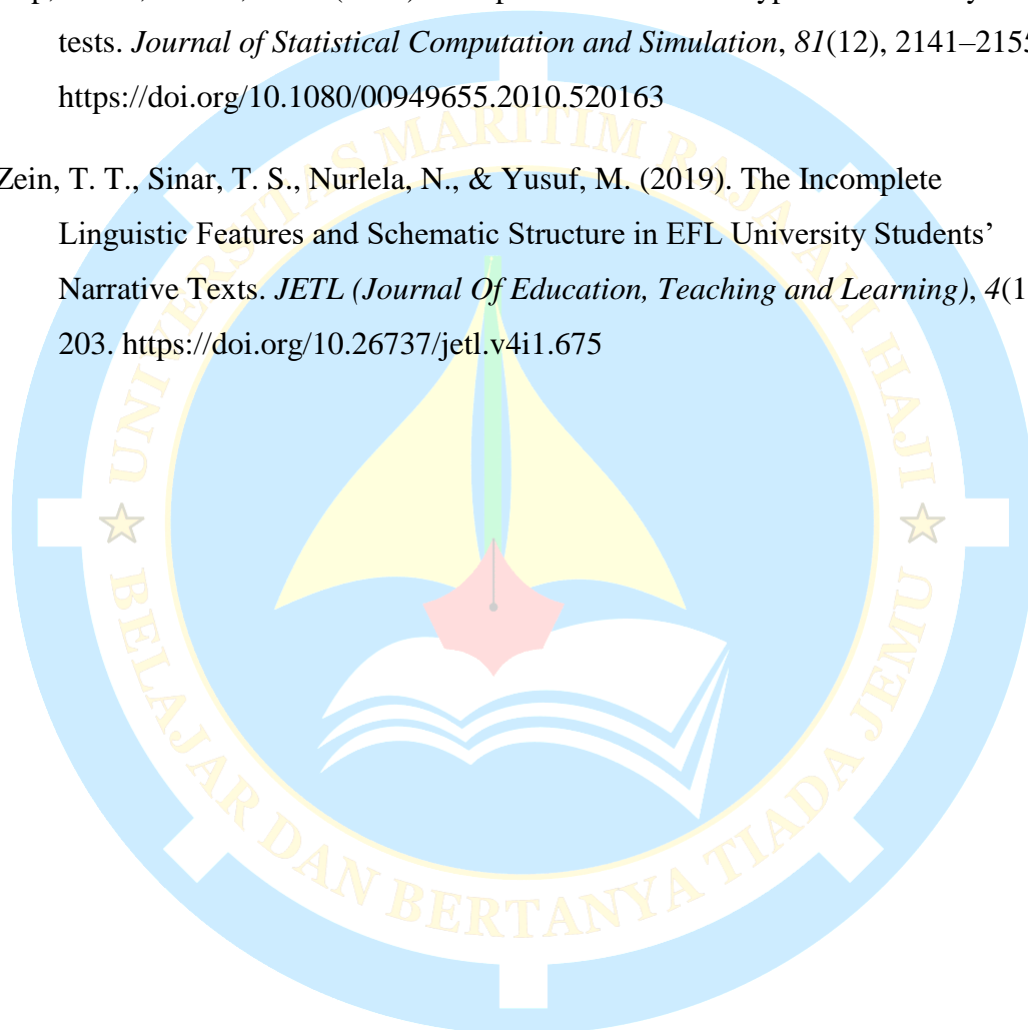 tests. Journal of Statistical Computation and Simulation, 81(12), 2141–2155
https://doi.org/10.1080/00949655.2010.520163
Zein, T. T., Sinar, T. S., Nurlela, N., & Yusuf, M. (2019). The Incomplete
Linguistic Features and Schematic Structure in EFL University Students’
Narrative Texts. JETL (Journal Of Education, Teaching and Learning), 4(1
203. https://doi.org/10.26737/jetl.v4i1.675
UNIVERSITAS MARITIM RAJA ALI HAJI
BELAJAR DAN BERTANYA TIADA JEMU